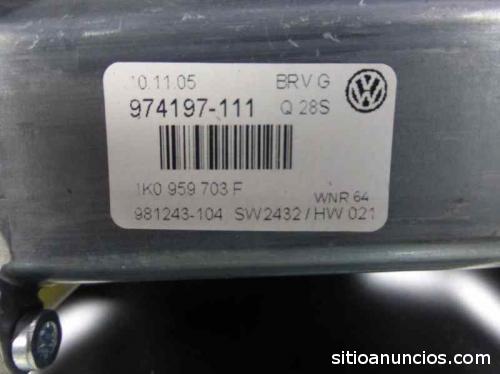 10.11.05 BRV G
974197-111 Q 28S
1K0 959 703 F
WNR 64
981243-104 SW2432 / HW 021
sitioanuncios.com